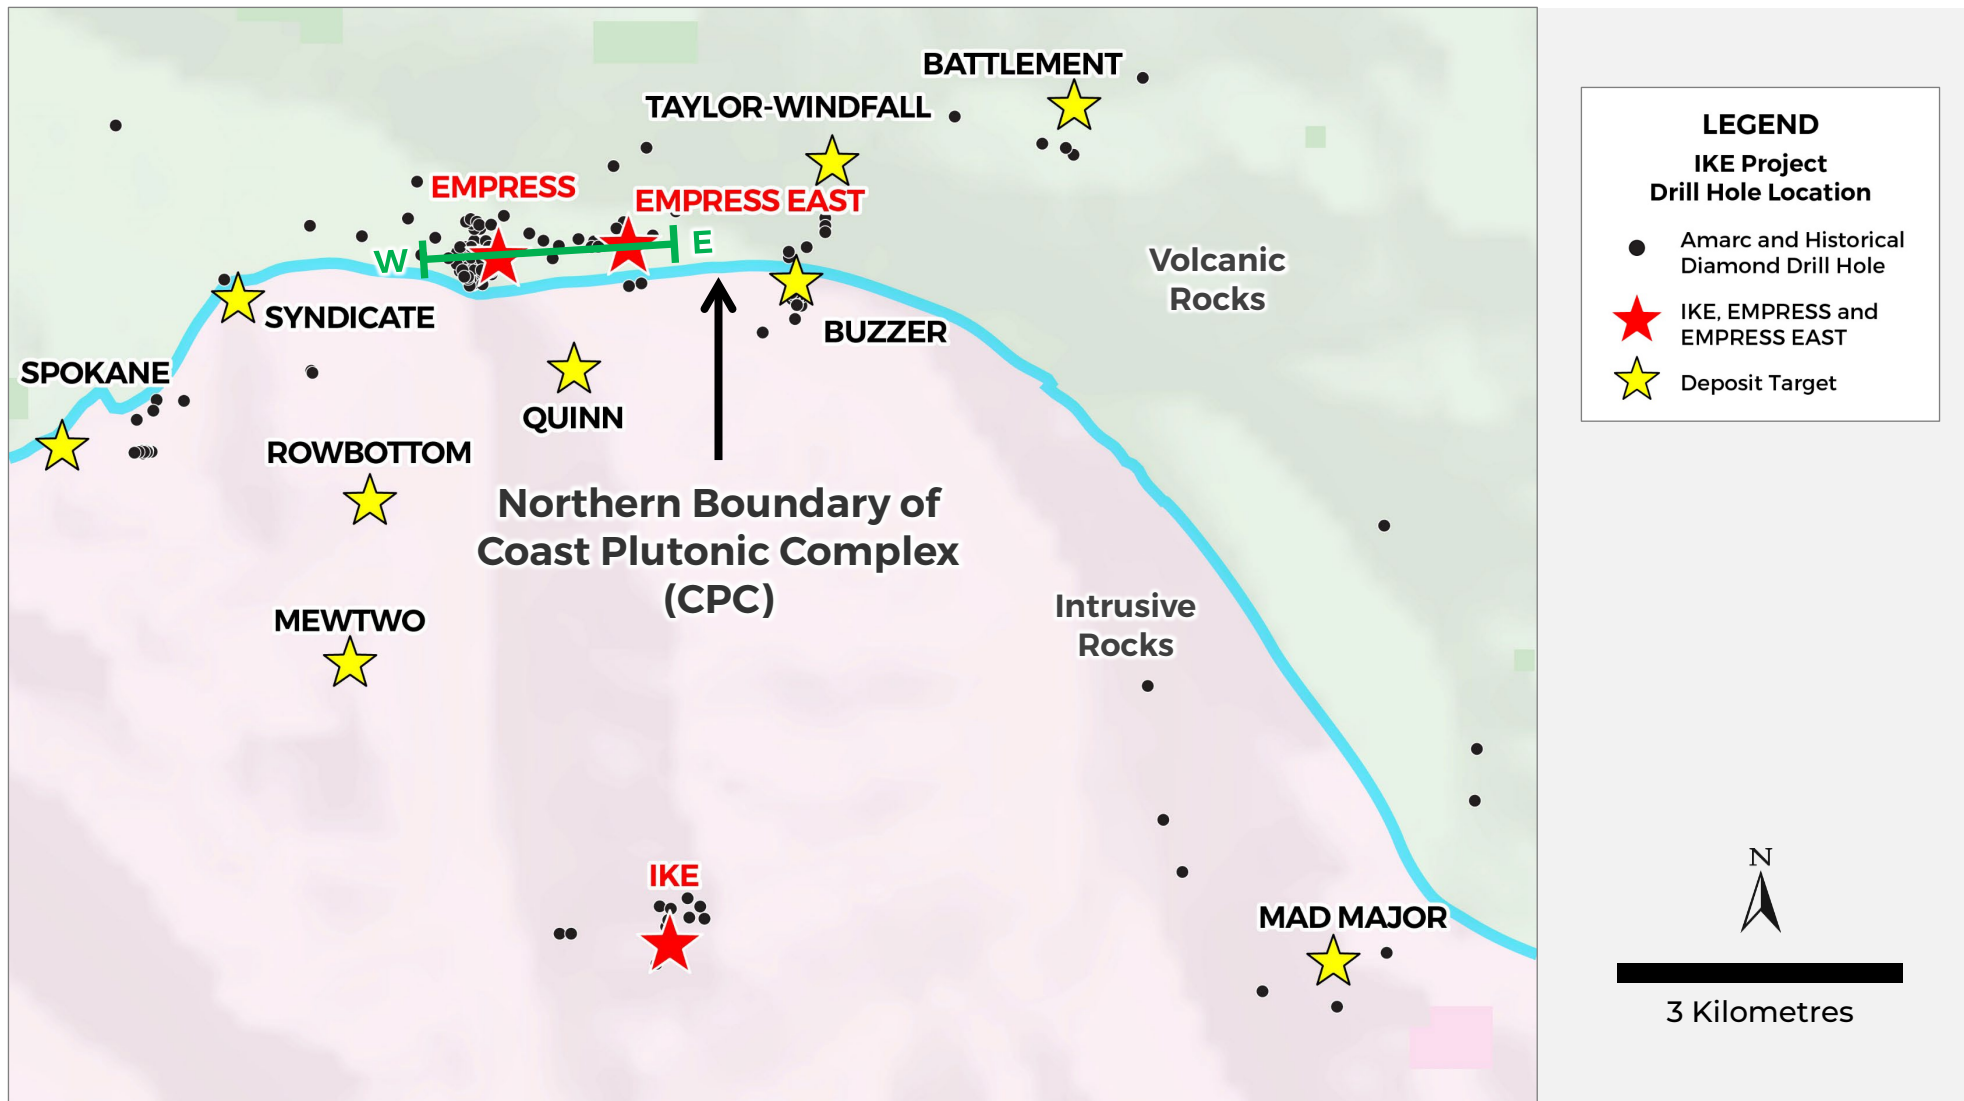 BATTLEMENT
TAYLOR-WINDFALL
EMPRESS
EMPRESS EAST
W
E
Volcanic
Rocks
SYNDICATE
BUZZER
SPOKANE
QUINN
ROWBOTTOM
Northern Boundary of
Coast Plutonic Complex
(CPC)
MEWTWO
Intrusive
Rocks
IKE
MAD MAJOR
LEGEND
IKE Project
Drill Hole Location
Amarc and Historical
Diamond Drill Hole
IKE, EMPRESS and
EMPRESS EAST
Deposit Target
N
3 Kilometres